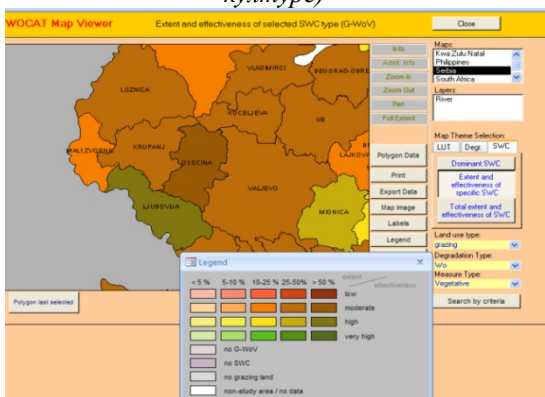 WOCAT Map Viewer
Extent and effectiveness of selected SWC type (G-WoV)
Close
Info
Addit. Info
Zoom In
Zoom Out
Pan
Full Extent
Polygon Data
Print
Export Data
Map Image
Labels
Legend
Maps:
Kwa Zulu Natal
Philippines
Serbia
South Africa
Layers:
River
Map Theme Selection:
LUT Degr. SWC
Dominant SWC
Extent and
effectiveness of
specific SWC
Total extent and
effectiveness of SWC
Land use type:
grazing
Degradation Type:
Wo
Measure Type:
Vegetative
Search by criteria
VLADIMIRCI
LOZNICA
KOCELJEVA
UB
KRUPANJ
OSECINA
LJUBOVIJA
VALJEVO
MIONICA
Polygon last selected
Legend
< 5 % 5-10 % 10-25 % 25-50% > 50 % extent
effectiveness
low
moderate
high
very high
no G-WoV
no SWC
no grazing land
non-study area / no data